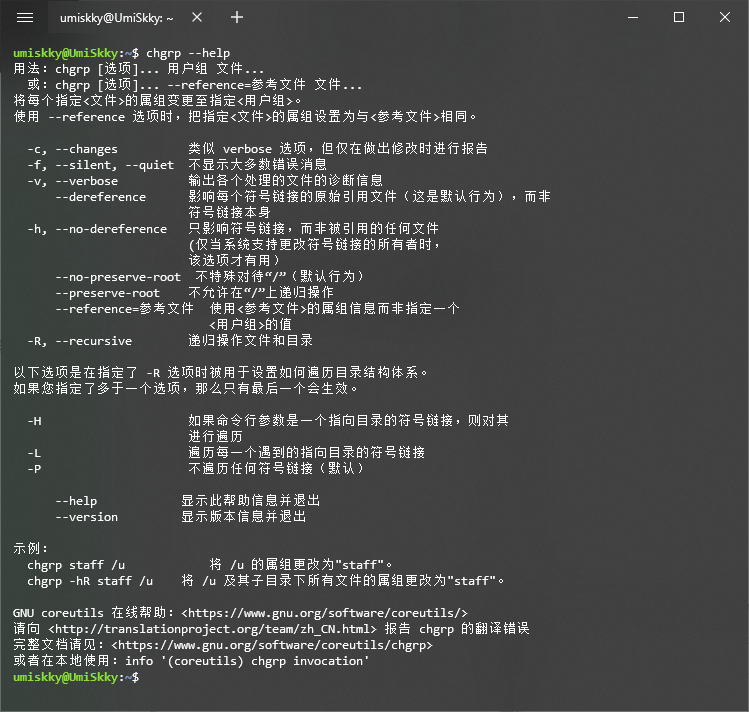 umiskky@UmiSkky: ~
umiskky@UmiSkky:~$ chgrp --help
用法：chgrp [选项]... 用户组 文件...
　或：chgrp [选项]... --reference=参考文件 文件...
将每个指定<文件>的属组变更至指定<用户组>。
使用 --reference 选项时，把指定<文件>的属组设置为与<参考文件>相同。
  -c, --changes          类似 verbose 选项，但仅在做出修改时进行报告
  -f, --silent, --quiet  不显示大多数错误消息
  -v, --verbose          输出各个处理的文件的诊断信息
      --dereference      影响每个符号链接的原始引用文件（这是默认行为），而非
                         符号链接本身
  -h, --no-dereference   只影响符号链接，而非被引用的任何文件
                         (仅当系统支持更改符号链接的所有者时，
                         该选项才有用）
      --no-preserve-root  不特殊对待“/”（默认行为）
      --preserve-root    不允许在“/”上递归操作
      --reference=参考文件  使用<参考文件>的属组信息而非指定一个
                            <用户组>的值
  -R, --recursive        递归操作文件和目录
以下选项是在指定了 -R 选项时被用于设置如何遍历目录结构体系。
如果您指定了多于一个选项，那么只有最后一个会生效。
  -H                     如果命令行参数是一个指向目录的符号链接，则对其
                         进行遍历
  -L                     遍历每一个遇到的指向目录的符号链接
  -P                     不遍历任何符号链接（默认）
      --help            显示此帮助信息并退出
      --version         显示版本信息并退出
示例：
  chgrp staff /u            将 /u 的属组更改为"staff"。
  chgrp -hR staff /u    将 /u 及其子目录下所有文件的属组更改为"staff"。
GNU coreutils 在线帮助：<https://www.gnu.org/software/coreutils/>
请向 <http://translationproject.org/team/zh_CN.html> 报告 chgrp 的翻译错误
完整文档请见：<https://www.gnu.org/software/coreutils/chgrp>
或者在本地使用：info '(coreutils) chgrp invocation'
umiskky@UmiSkky:~$